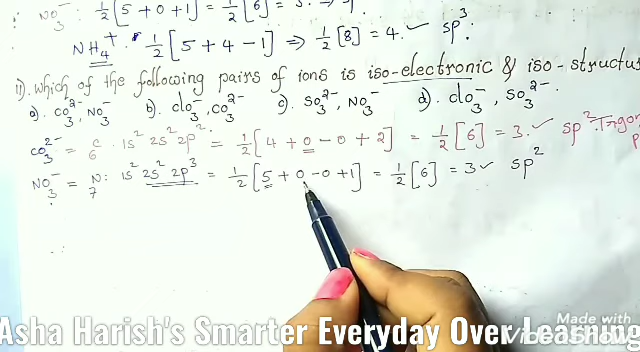 NO₃⁻ : ½[5+0+1] = ½[6] = 3. →
NH₄⁺ · ½[5+4-1] ⇒ ½[8] = 4. ✓ sp³.
11). which of the following pairs of ions is iso-electronic & iso-structu
a). CO₃²⁻, NO₃⁻ b). clO₃⁻, CO₃²⁻ c). SO₃²⁻, NO₃⁻ d). clO₃⁻, SO₃²⁻.
CO₃²⁻ = C 6 · 1s² 2s² 2p² = ½[4+0-0+2] = ½[6] = 3. ✓ sp² Trigon
NO₃⁻ = N: 7 1s² 2s² 2p³ = ½[5+0-0+1] = ½[6] = 3 ✓ sp²
Asha Harish's Smarter Everyday Over Learning
Made with
VideoShow